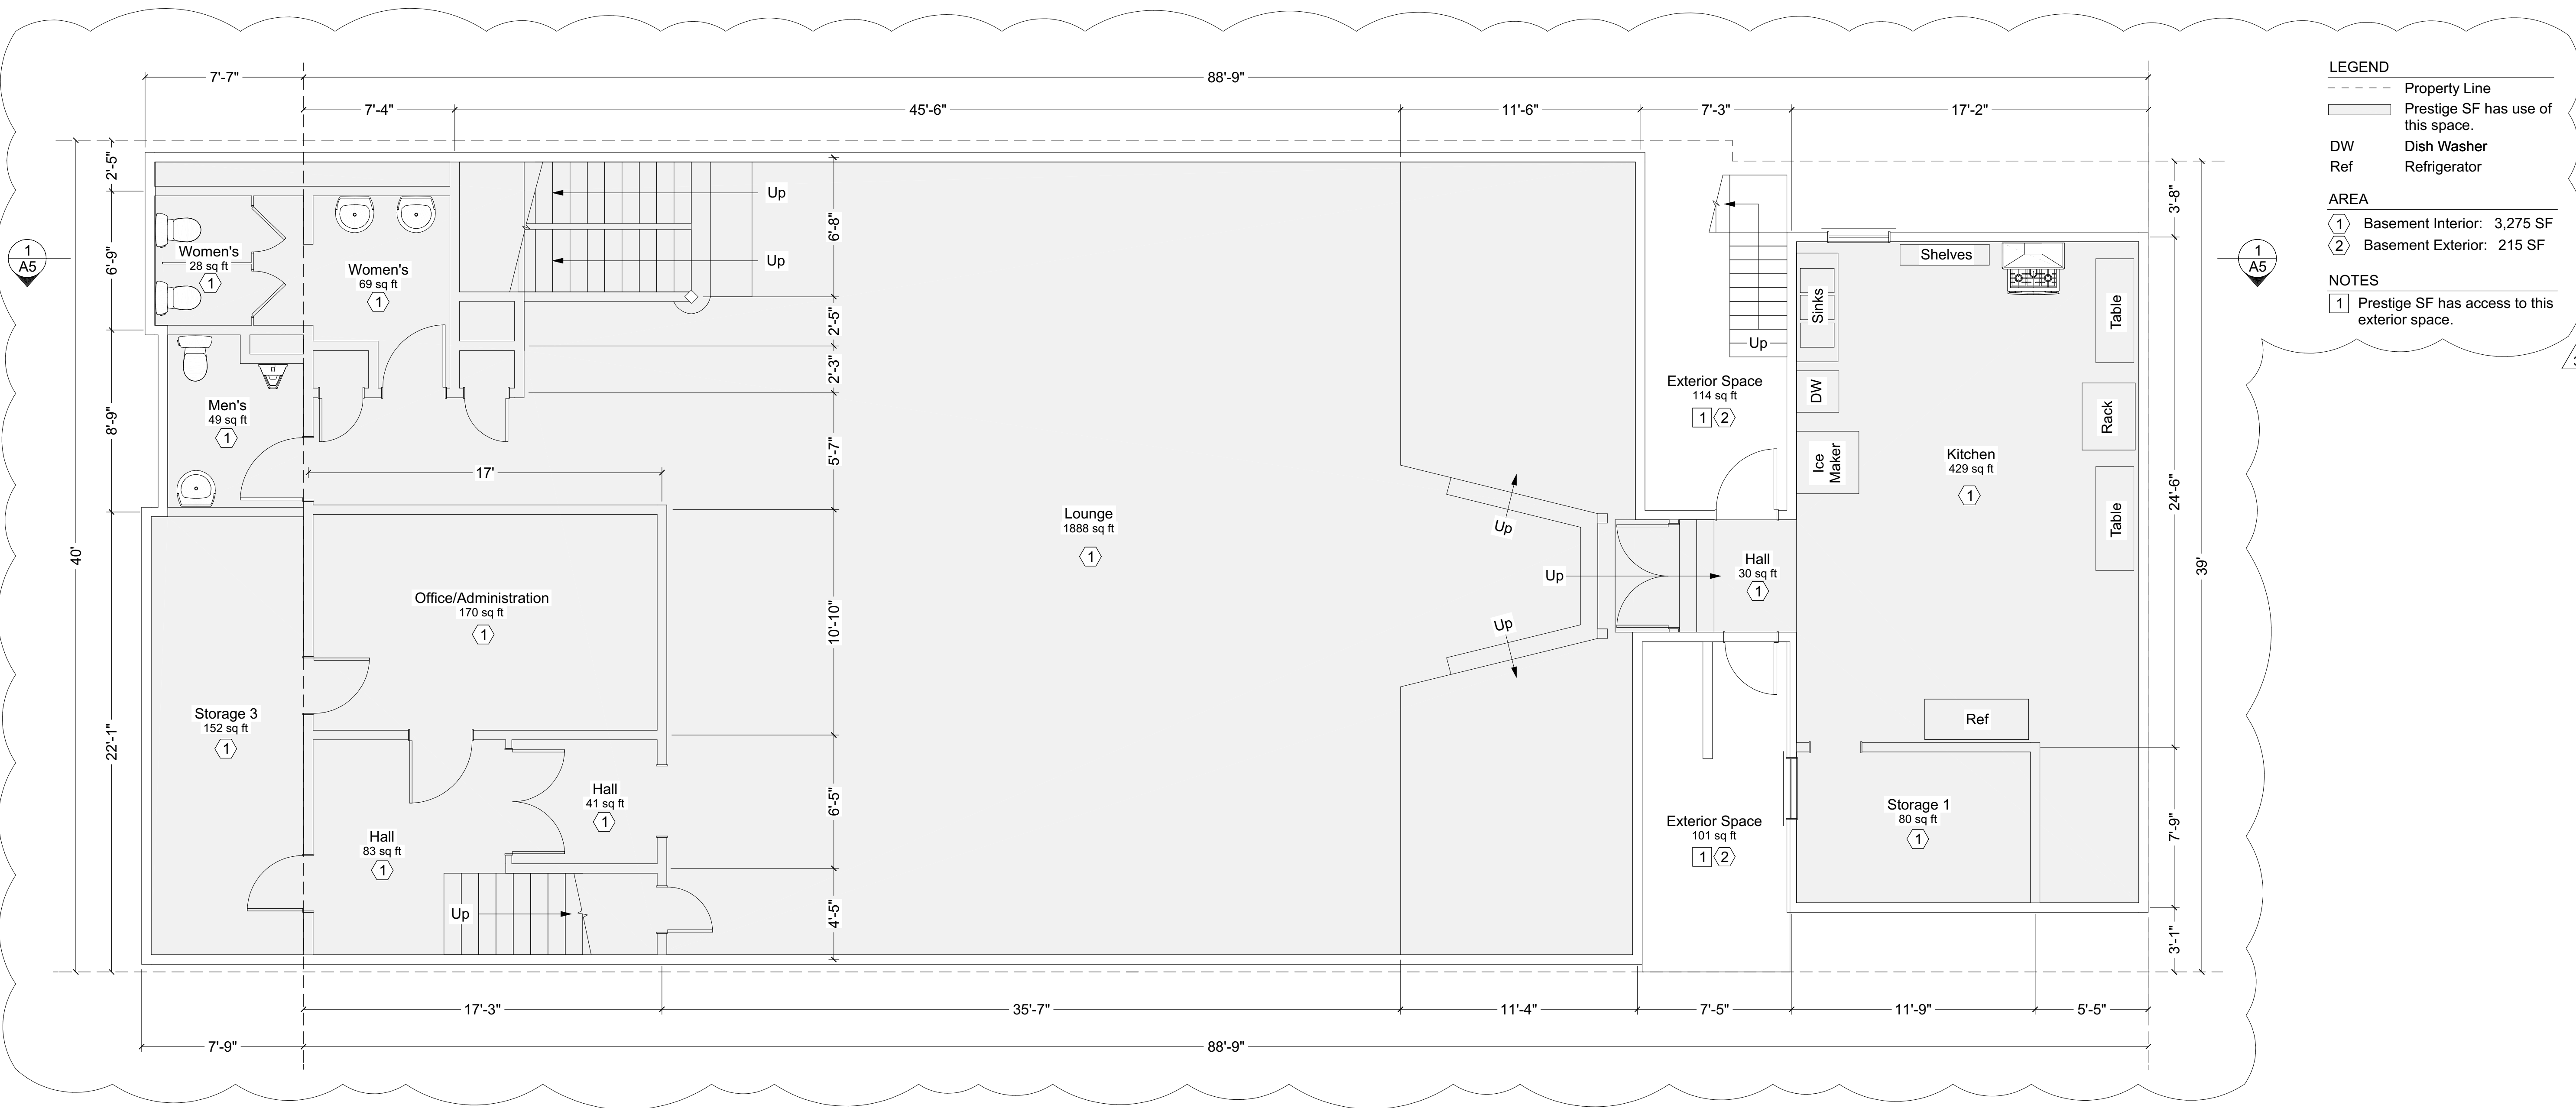 7'-7"
88'-9"
7'-4"
45'-6"
11'-6"
7'-3"
17'-2"
LEGEND
Property Line
Prestige SF has use of
this space.
DW Dish Washer
Ref Refrigerator
AREA
1 Basement Interior: 3,275 SF
2 Basement Exterior: 215 SF
NOTES
1 Prestige SF has access to this
exterior space.
1
A5
1
A5
40'
2'-5"
6'-9"
8'-9"
22'-1"
Women's
28 sq ft
1
Women's
69 sq ft
1
Men's
49 sq ft
1
Up
Up
6'-8"
2'-5"
2'-3"
5'-7"
10'-10"
6'-5"
4'-5"
17'
Office/Administration
170 sq ft
1
Storage 3
152 sq ft
1
Hall
83 sq ft
1
Hall
41 sq ft
1
Up
Lounge
1888 sq ft
1
Up
Up
Up
Hall
30 sq ft
1
Up
Exterior Space
114 sq ft
1 2
Exterior Space
101 sq ft
1 2
Sinks
Shelves
Table
DW
Rack
Ice
Maker
Kitchen
429 sq ft
1
Table
Ref
Storage 1
80 sq ft
1
3'-8"
24'-6"
39'
7'-9"
3'-1"
17'-3"
35'-7"
11'-4"
7'-5"
11'-9"
5'-5"
7'-9"
88'-9"